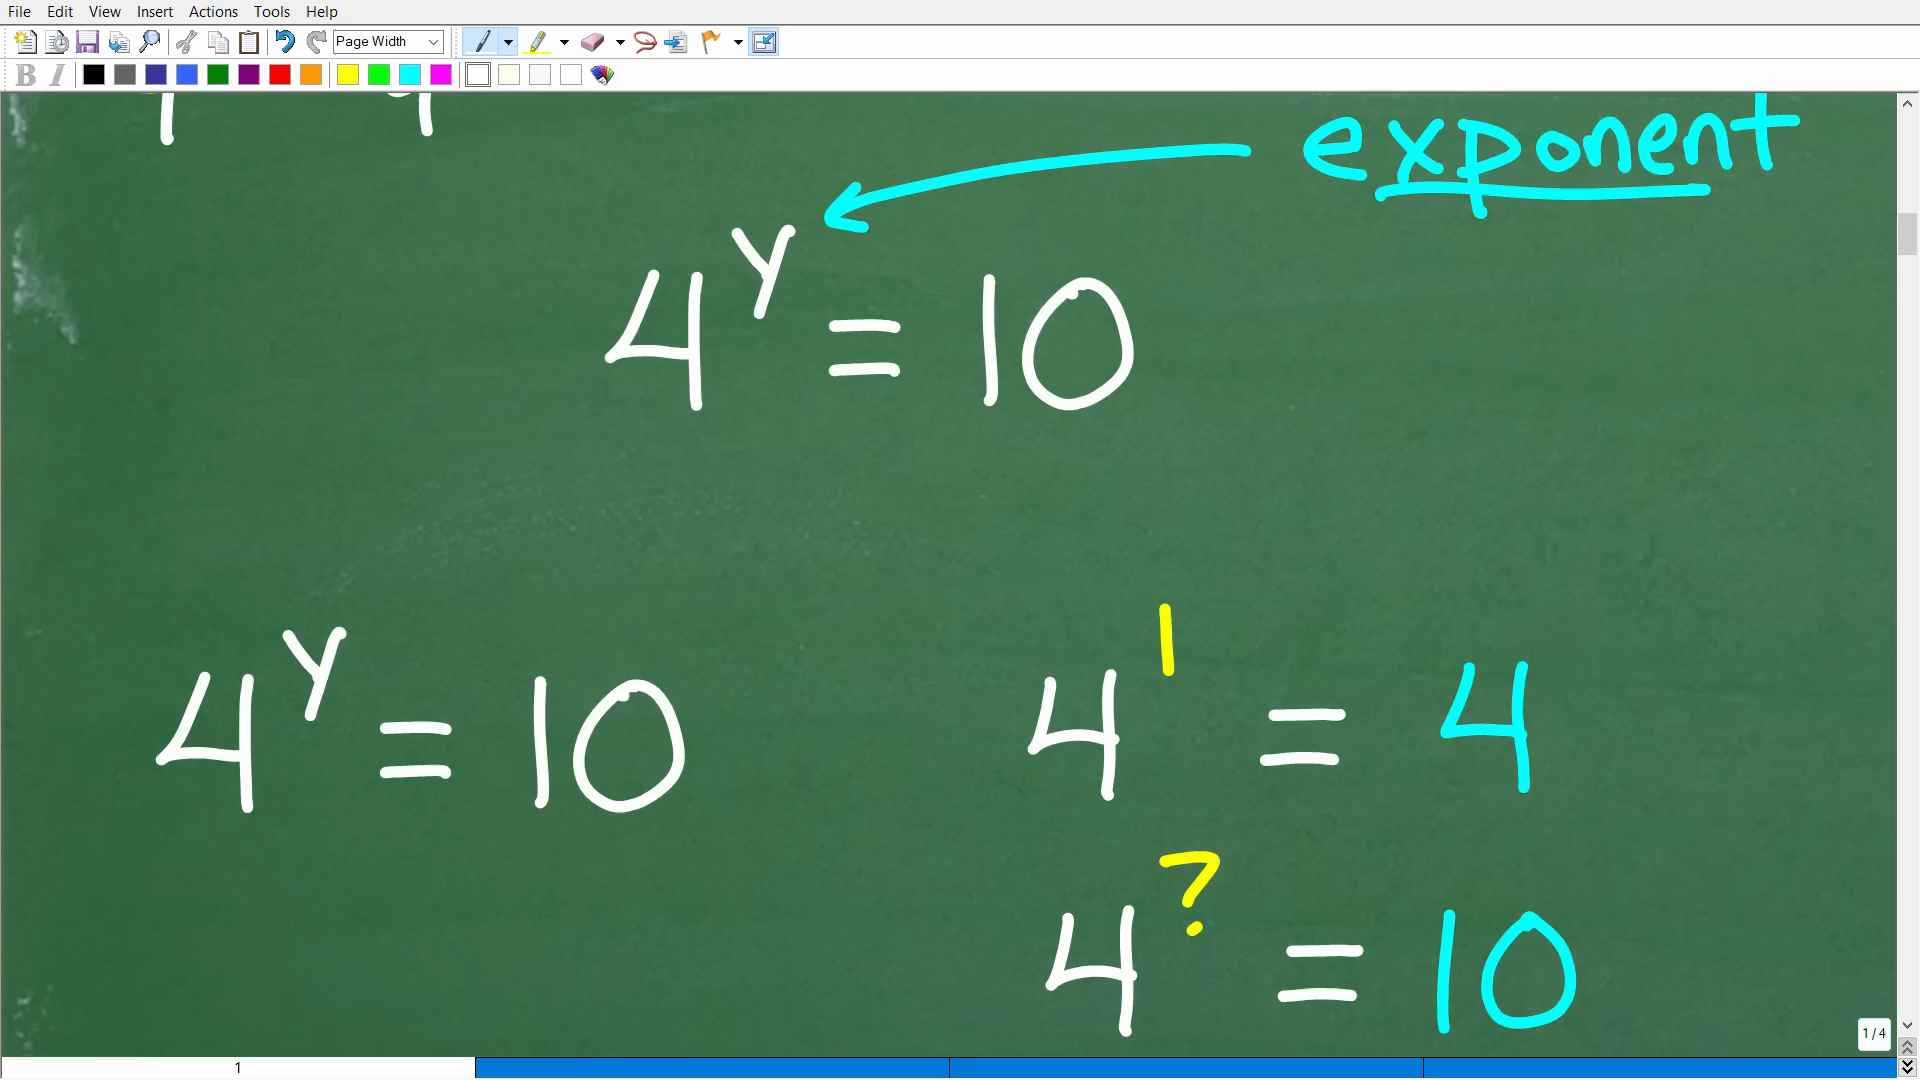 File Edit View Insert Actions Tools Help
Page Width
B I
exponent
4^y = 10
4^y = 10
4^1 = 4
4^? = 10
1 / 4
1